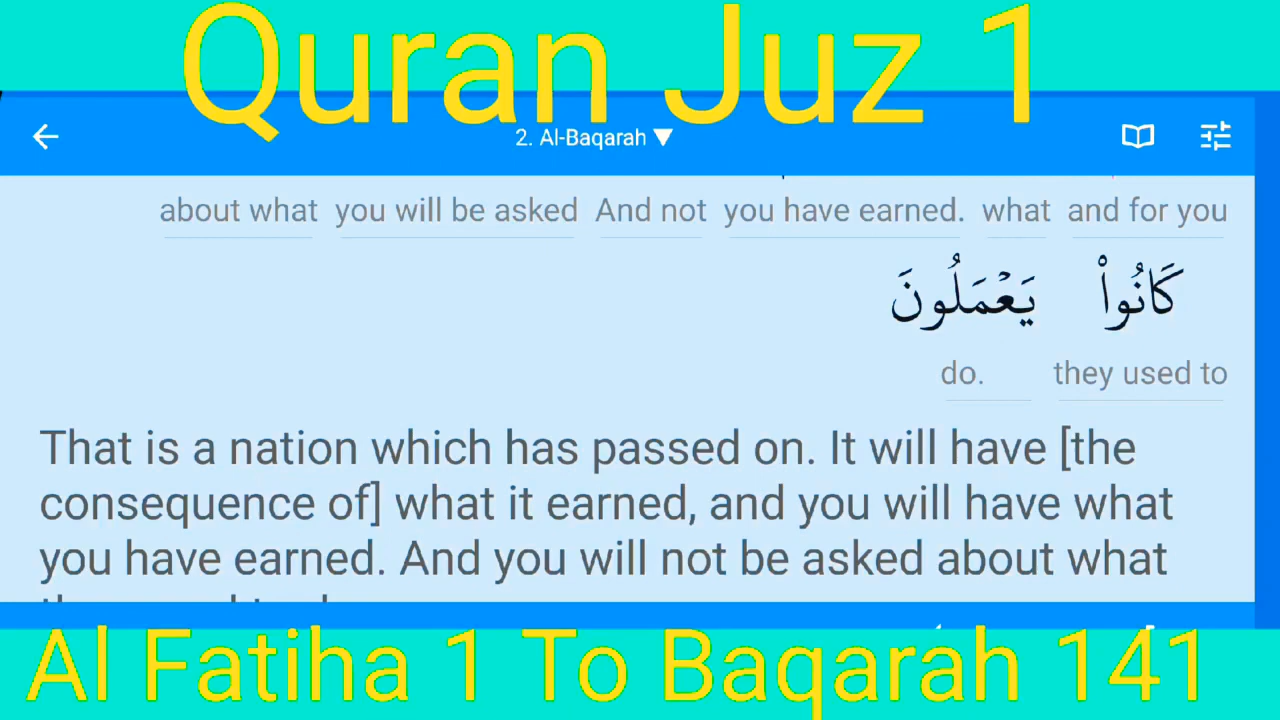 Quran Juz 1
2. Al-Baqarah ▼
about what you will be asked And not you have earned. what and for you
كَانُوا۟ يَعْمَلُونَ
do. they used to
That is a nation which has passed on. It will have [the
consequence of] what it earned, and you will have what
you have earned. And you will not be asked about what
Al Fatiha 1 To Baqarah 141